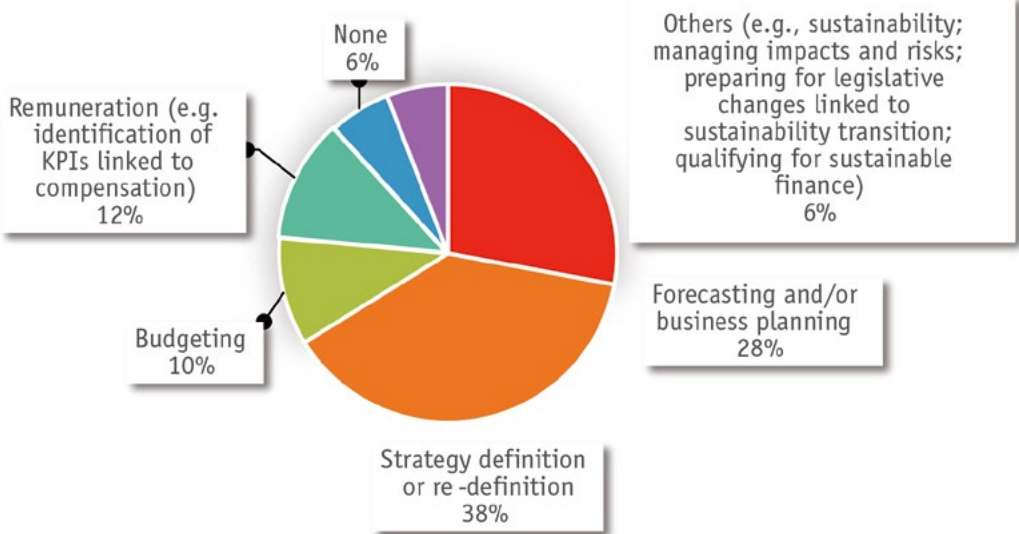 None
6%
Others (e.g., sustainability;
managing impacts and risks;
preparing for legislative
changes linked to
sustainability transition;
qualifying for sustainable
finance)
6%
Remuneration (e.g.
identification of
KPIs linked to
compensation)
12%
Forecasting and/or
business planning
28%
Budgeting
10%
Strategy definition
or re-definition
38%